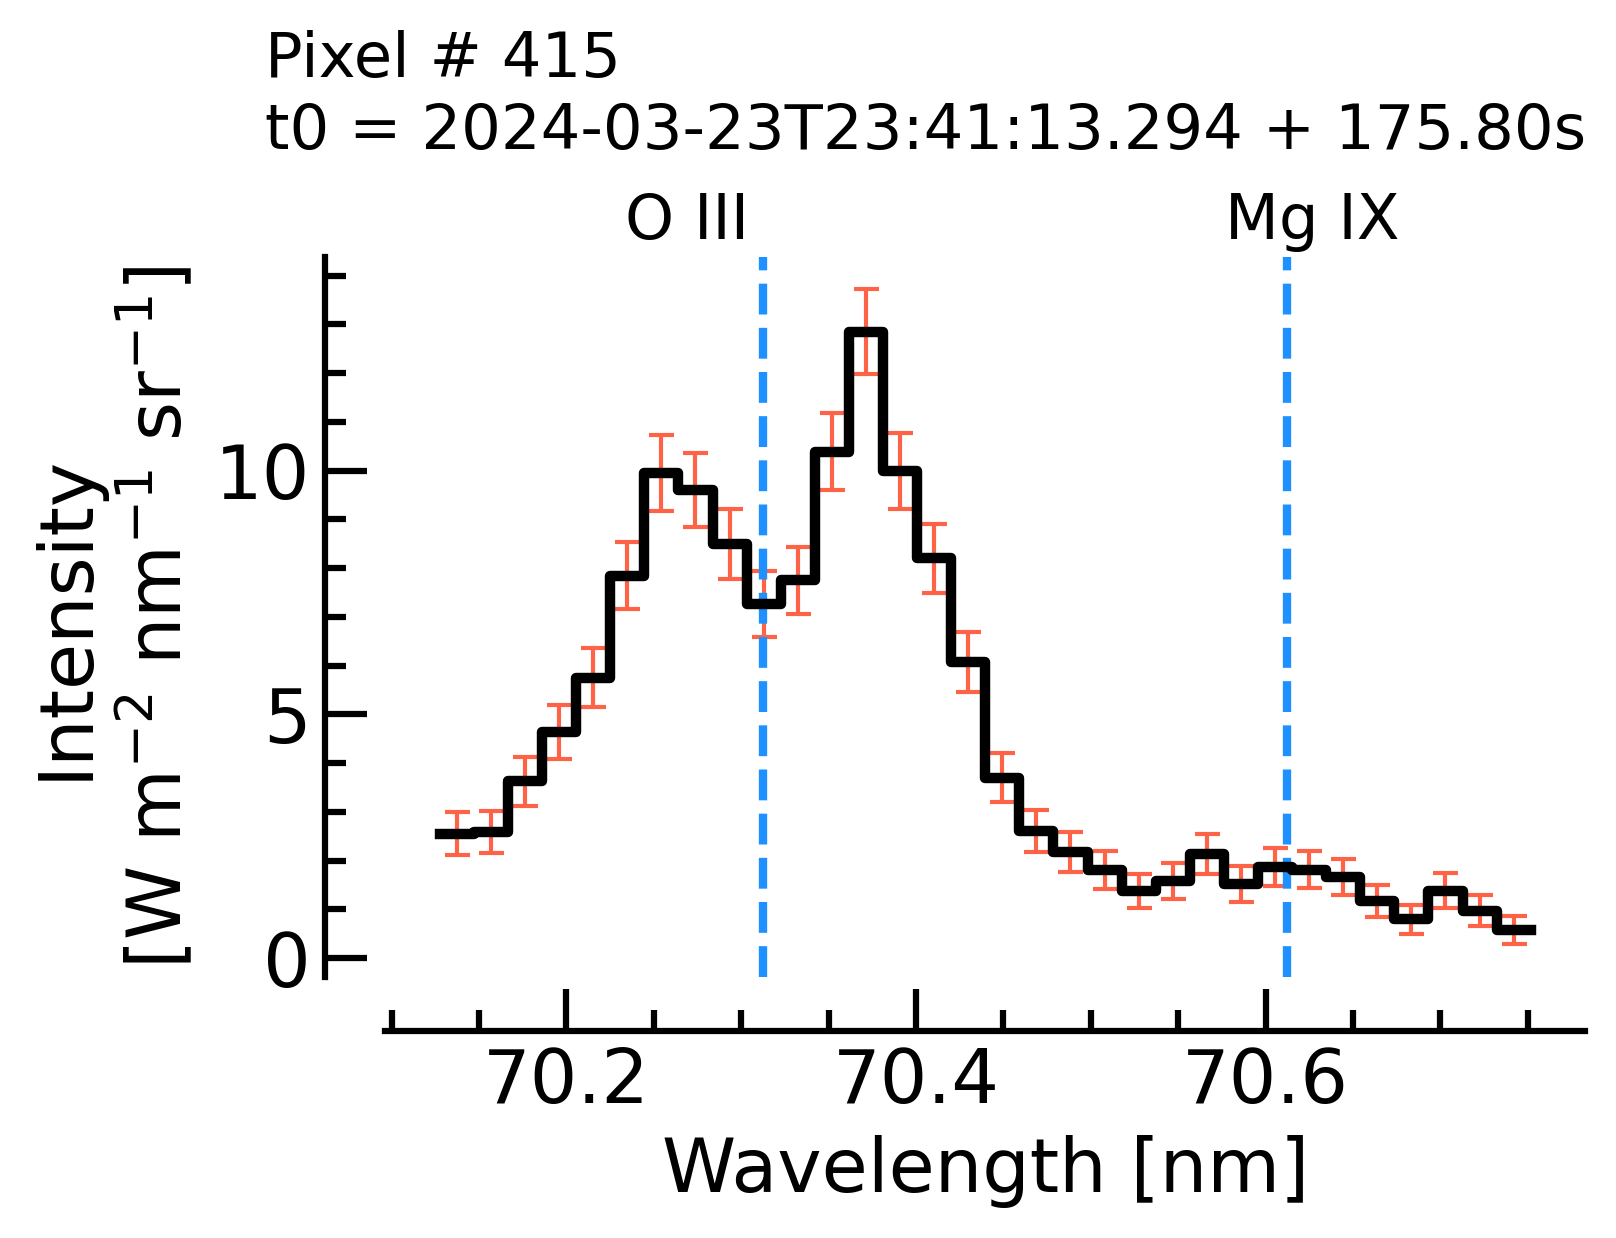 Pixel # 415
t0 = 2024-03-23T23:41:13.294 + 175.80s
O III
Mg IX
Intensity
[W m⁻² nm⁻¹ sr⁻¹]
10
5
0
70.2
70.4
70.6
Wavelength [nm]